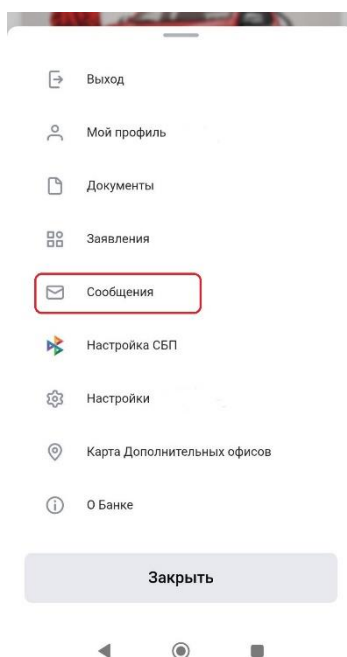 Выход
Мой профиль
Документы
Заявления
Сообщения
Настройка СБП
Настройки
Карта Дополнительных офисов
О Банке
Закрыть